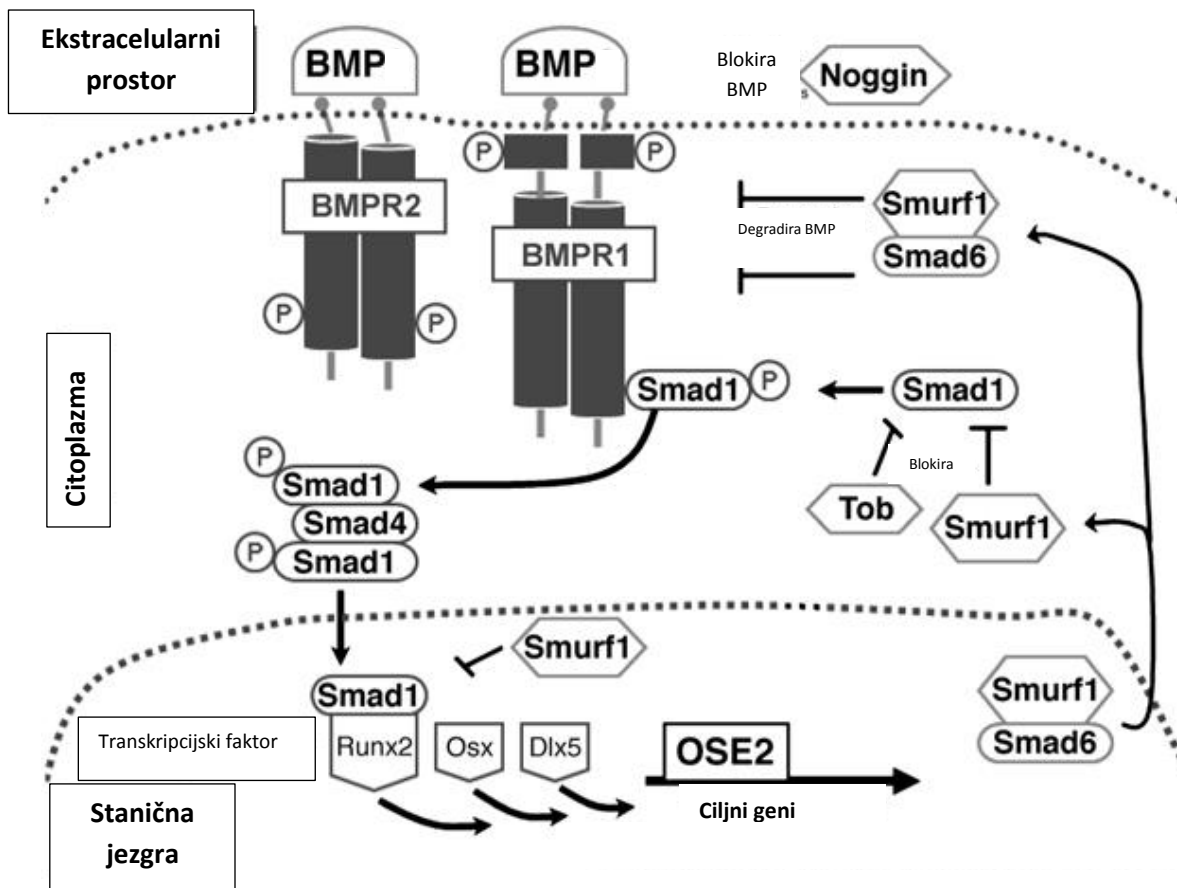 Ekstracelularni
prostor
BMP
BMP
Blokira
BMP
s
Noggin
P
P
BMPR2
BMPR1
P
P
Smurf1
Smad6
Degradira BMP
Citoplazma
Smad1
P
Smad1
Blokira
Tob
Smurf1
P
Smad1
Smad4
P
Smad1
Smurf1
Smad1
Runx2
Osx
Dlx5
Transkripcijski faktor
OSE2
Ciljni geni
Smurf1
Smad6
Stanična
jezgra